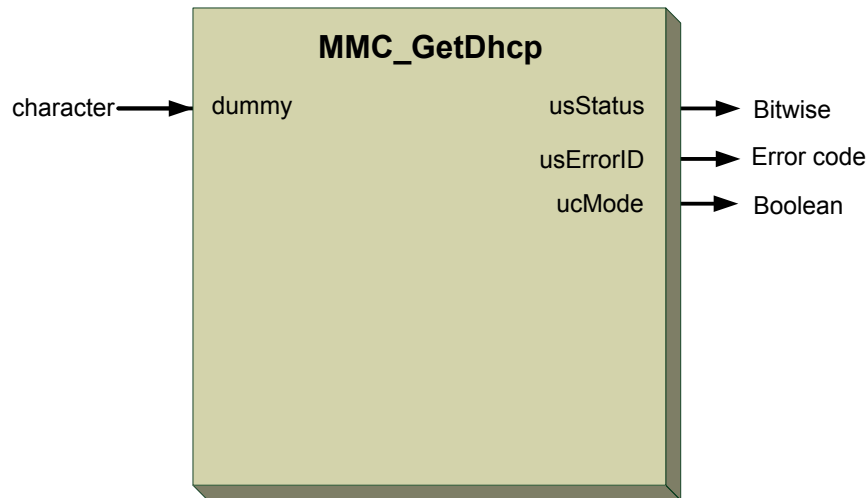 MMC_GetDhcp
character dummy usStatus Bitwise
usErrorID Error code
ucMode Boolean